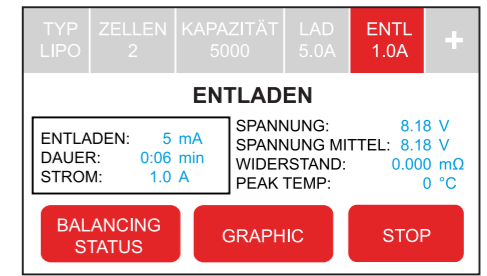 TYP ZELLEN KAPAZITÄT LAD ENTL +
LIPO 2 5000 5.0A 1.0A
ENTLADEN
ENTLADEN: 5 mA
DAUER: 0:06 min
STROM: 1.0 A
SPANNUNG: 8.18 V
SPANNUNG MITTEL: 8.18 V
WIDERSTAND: 0.000 mΩ
PEAK TEMP: 0 °C
BALANCING
STATUS
GRAPHIC
STOP